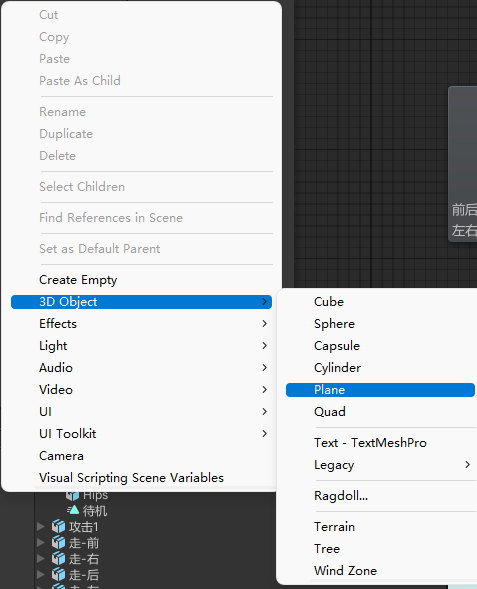 Cut
Copy
Paste
Paste As Child
Rename
Duplicate
Delete
Select Children
Find References in Scene
Set as Default Parent
Create Empty
3D Object
Effects
Light
Audio
Video
UI
UI Toolkit
Camera
Visual Scripting Scene Variables
前后
左右
Cube
Sphere
Capsule
Cylinder
Plane
Quad
Text - TextMeshPro
Legacy
Ragdoll...
Terrain
Tree
Wind Zone
Hips
待机
攻击1
走-前
走-右
走-后